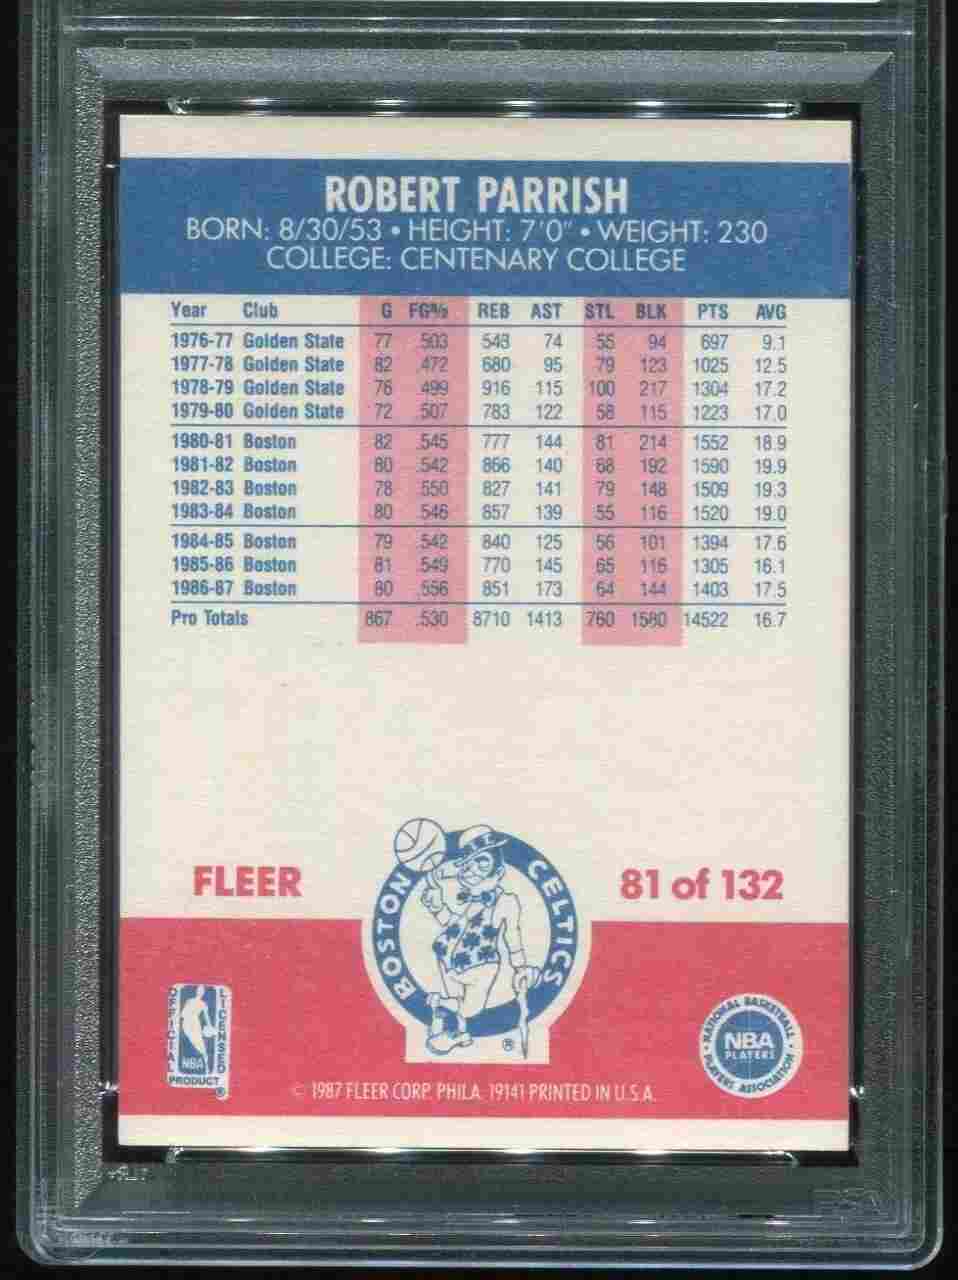 ROBERT PARRISH
BORN: 8/30/53 • HEIGHT: 7'0" • WEIGHT: 230
COLLEGE: CENTENARY COLLEGE
Year Club G FG% REB AST STL BLK PTS AVG
1976-77 Golden State 77 .503 543 74 55 94 697 9.1
1977-78 Golden State 82 .472 680 95 79 123 1025 12.5
1978-79 Golden State 76 .499 916 115 100 217 1304 17.2
1979-80 Golden State 72 .507 783 122 58 115 1223 17.0
1980-81 Boston 82 .545 777 144 81 214 1552 18.9
1981-82 Boston 80 .542 866 140 68 192 1590 19.9
1982-83 Boston 78 .550 827 141 79 148 1509 19.3
1983-84 Boston 80 .546 857 139 55 116 1520 19.0
1984-85 Boston 79 .542 840 125 56 101 1394 17.6
1985-86 Boston 81 .549 770 145 65 116 1305 16.1
1986-87 Boston 80 .556 851 173 64 144 1403 17.5
Pro Totals 867 .530 8710 1413 760 1580 14522 16.7
FLEER
BOSTON CELTICS
®
81 of 132
OFFICIAL LICENSED
NBA
PRODUCT ®
NATIONAL BASKETBALL
NBA
PLAYERS
PLAYERS ASSOCIATION
© 1987 FLEER CORP. PHILA. 19141 PRINTED IN U.S.A.
PSA